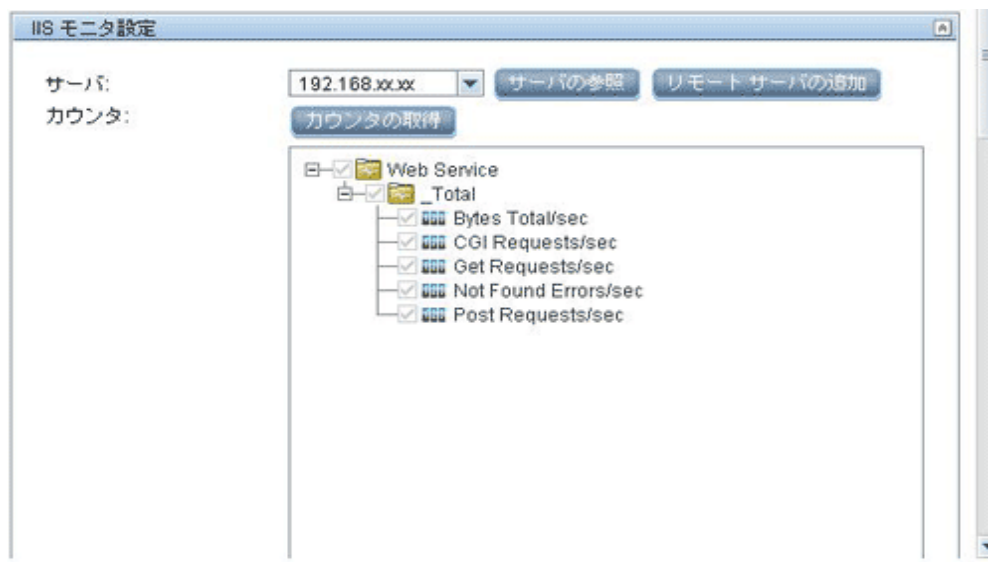 IIS モニタ設定
サーバ: 192.168.xx.xx サーバの参照 リモート サーバの追加
カウンタ: カウンタの取得
Web Service
_Total
Bytes Total/sec
CGI Requests/sec
Get Requests/sec
Not Found Errors/sec
Post Requests/sec